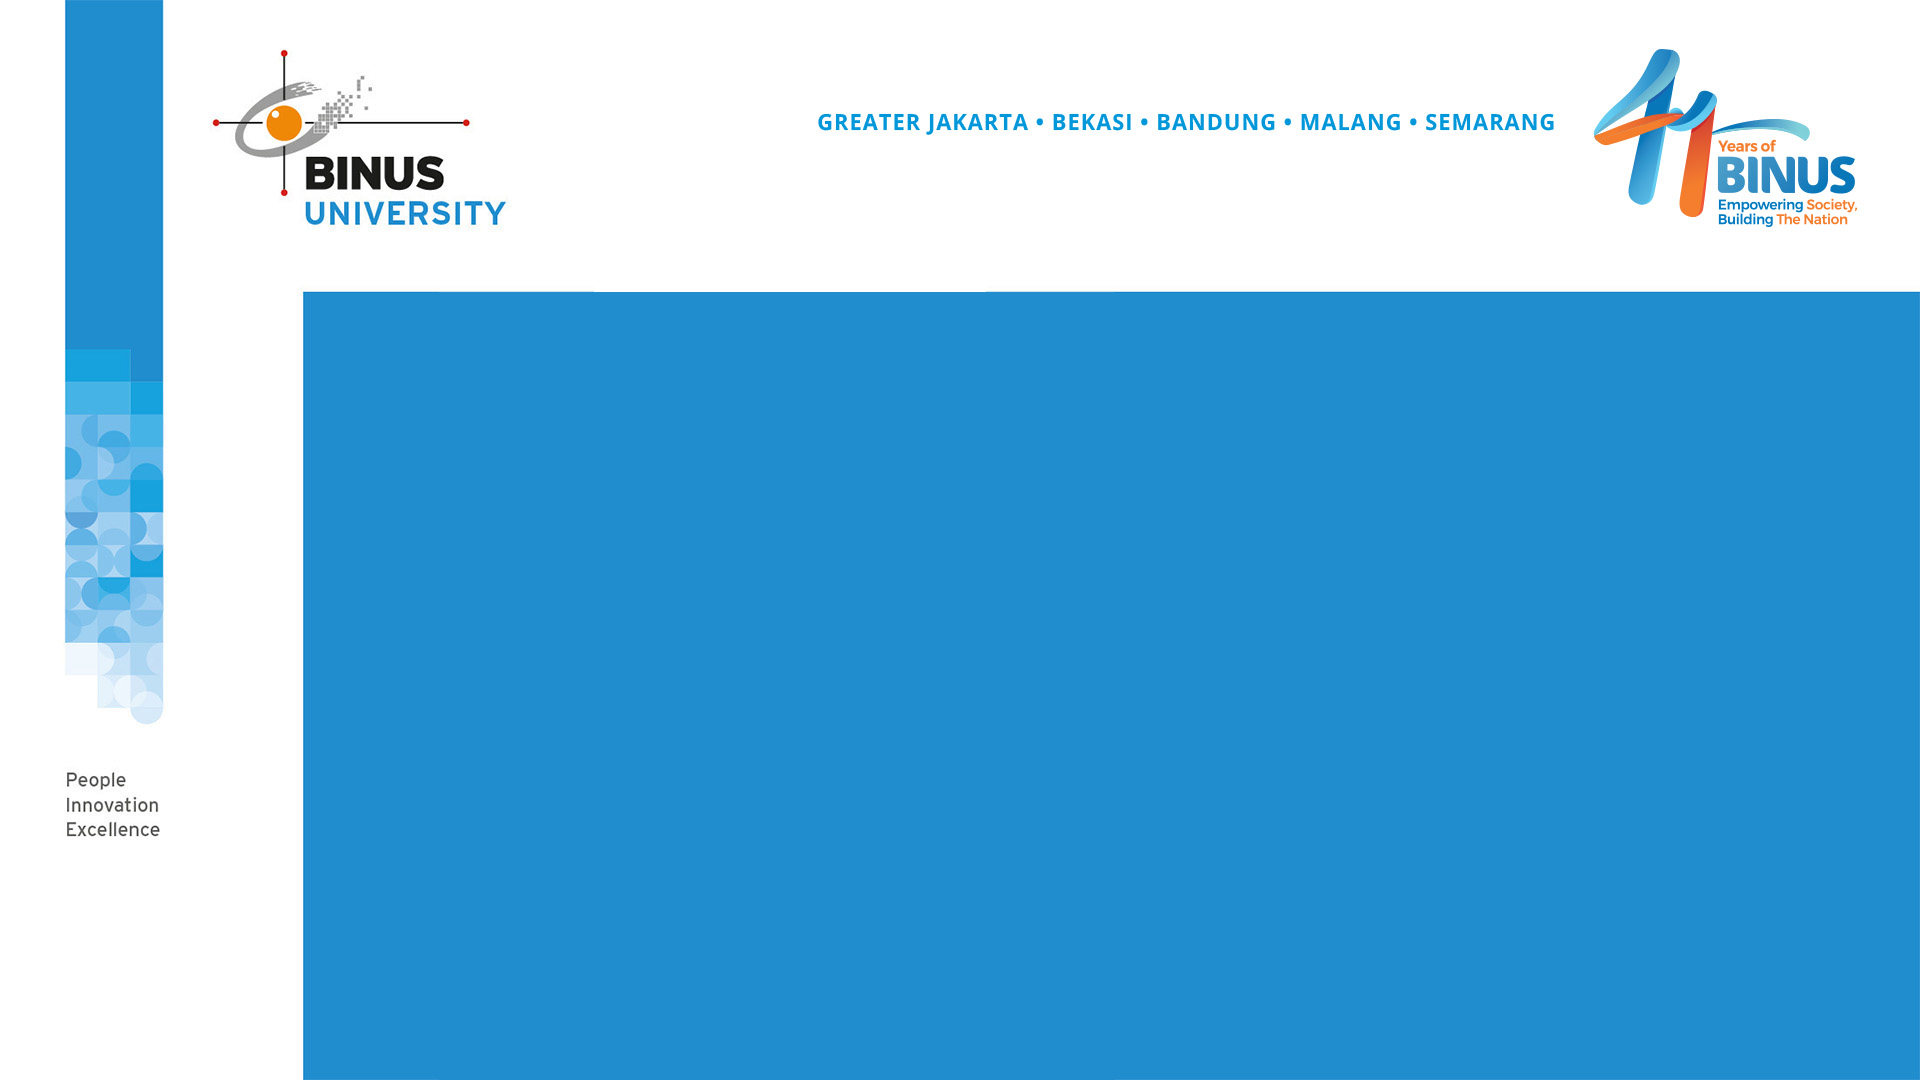 BINUS
UNIVERSITY
GREATER JAKARTA • BEKASI • BANDUNG • MALANG • SEMARANG
41
Years of
BINUS
Empowering Society,
Building The Nation
People
Innovation
Excellence